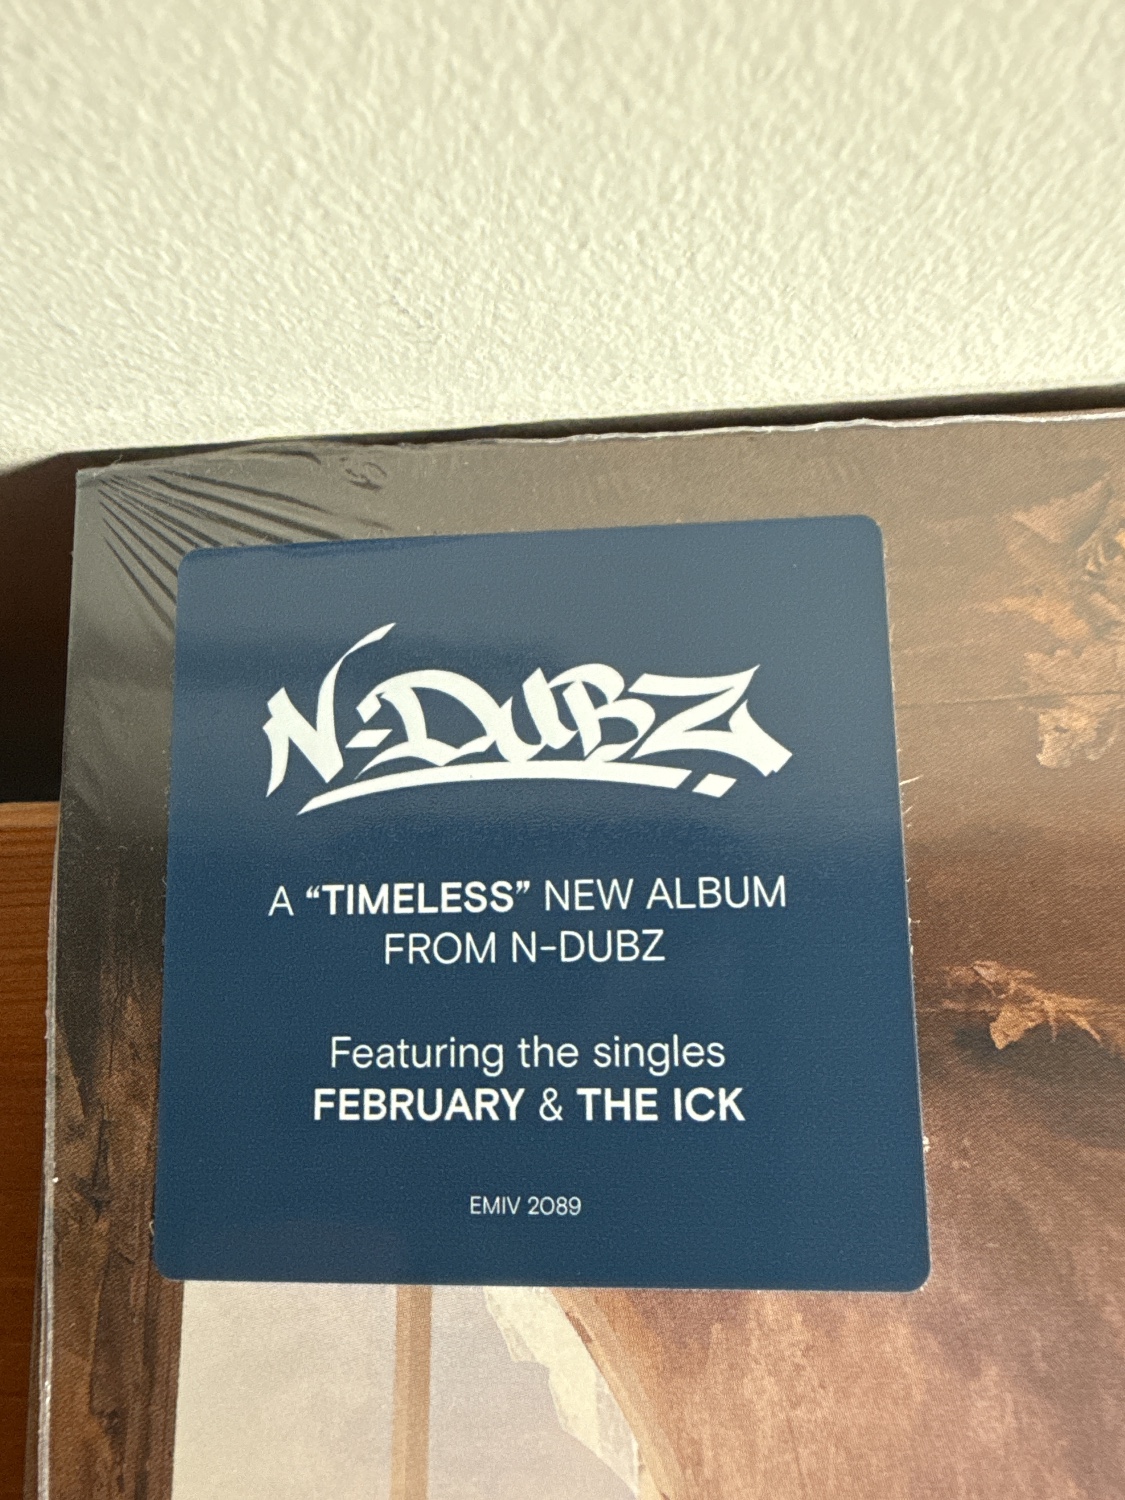 N-DUBZ
A “TIMELESS” NEW ALBUM
FROM N-DUBZ
Featuring the singles
FEBRUARY & THE ICK
EMIV 2089